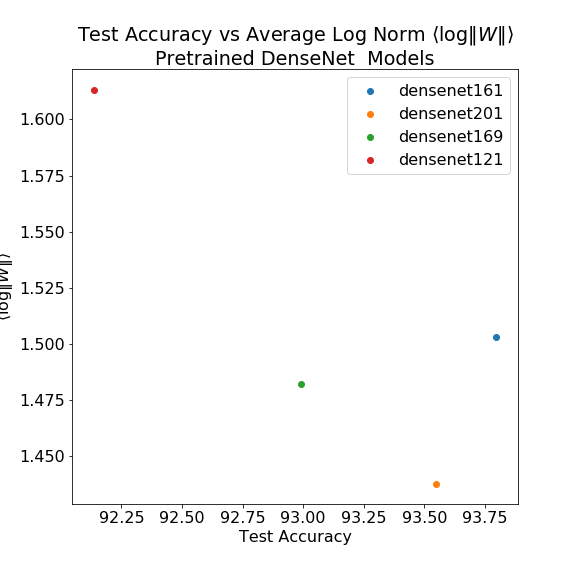 Test Accuracy vs Average Log Norm ⟨log‖W‖⟩
Pretrained DenseNet  Models
densenet161
densenet201
densenet169
densenet121
1.600
1.575
1.550
1.525
1.500
1.475
1.450
⟨log‖W‖⟩
92.25 92.50 92.75 93.00 93.25 93.50 93.75
Test Accuracy